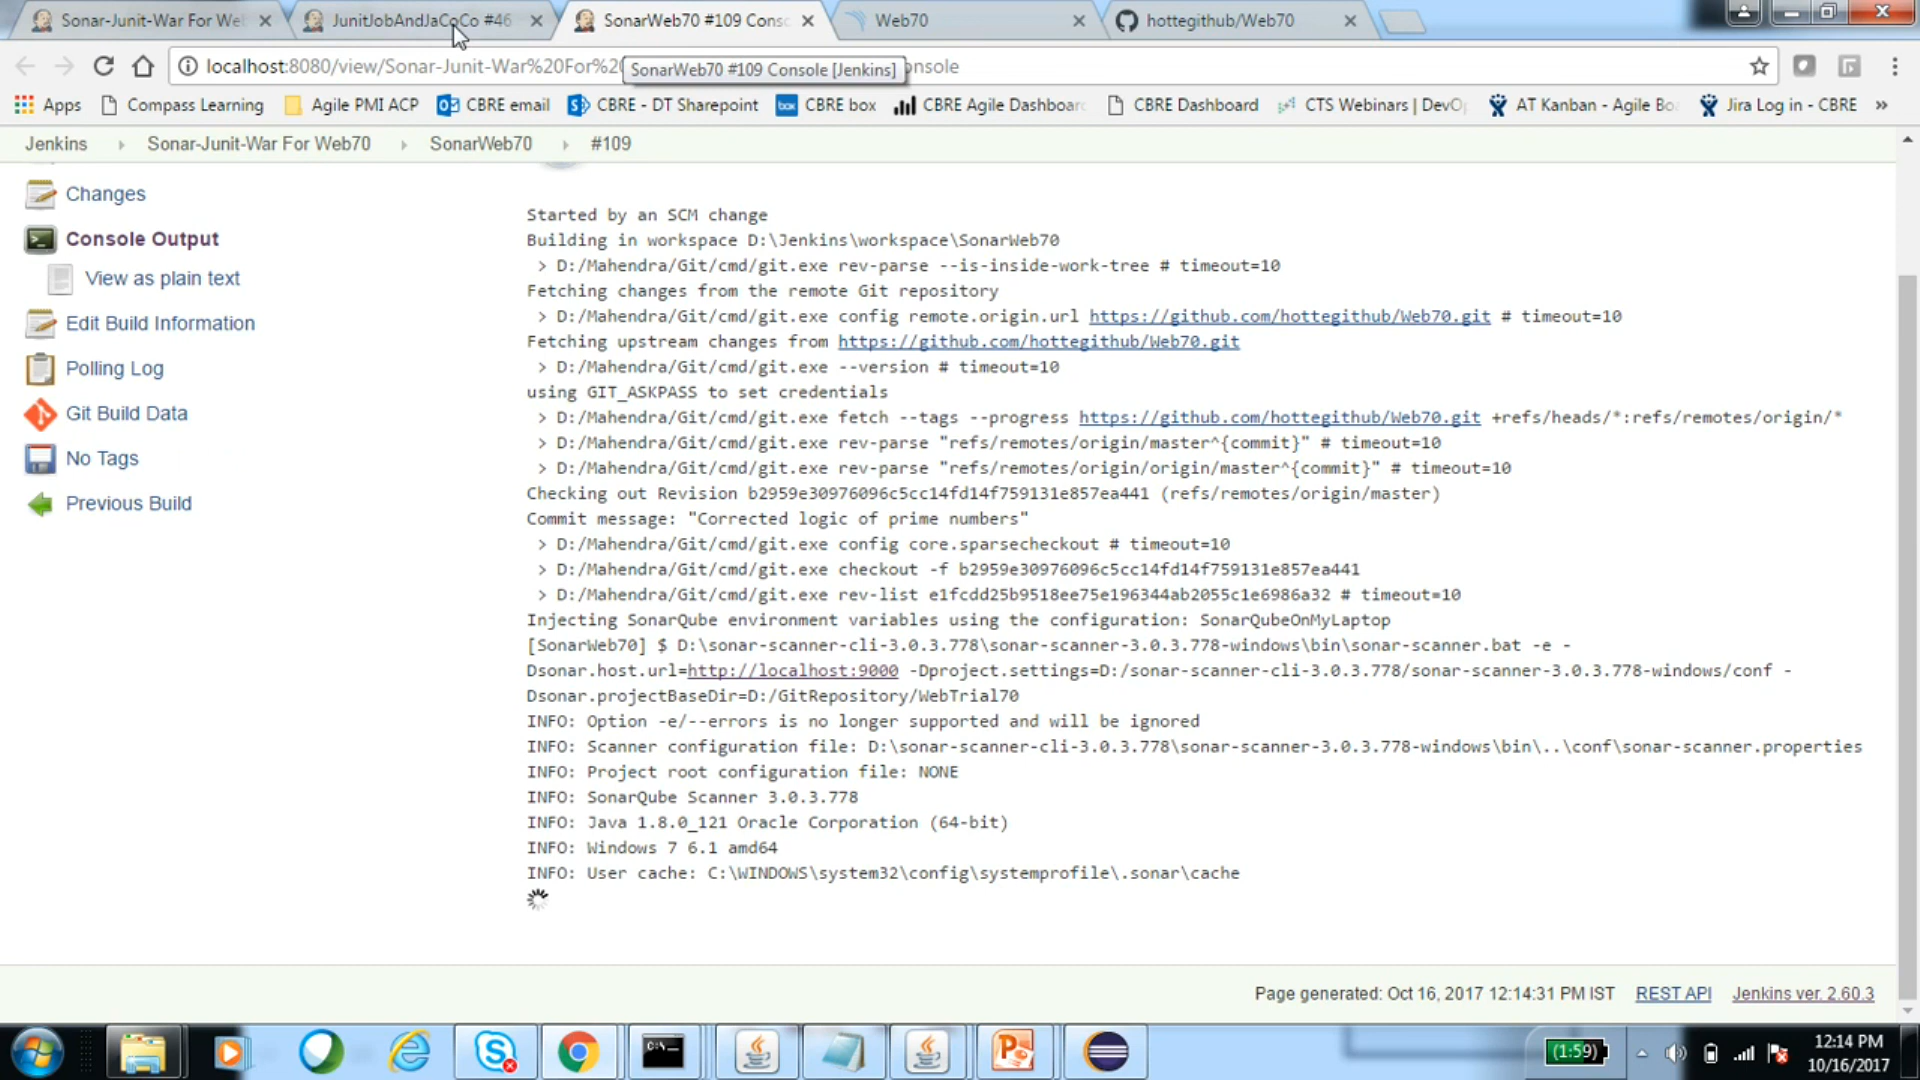 Sonar-Junit-War For We
JunitJobAndJaCoCo #46
SonarWeb70 #109 Cons
Web70
hottegithub/Web70
localhost:8080/view/Sonar-Junit-War%20For%20
onsole
SonarWeb70 #109 Console [Jenkins]
Apps
Compass Learning
Agile PMI ACP
CBRE email
CBRE - DT Sharepoint
box
CBRE box
CBRE Agile Dashboar
CBRE Dashboard
CTS Webinars | DevO
AT Kanban - Agile Bo
Jira Log in - CBRE
»
Jenkins
Sonar-Junit-War For Web70
SonarWeb70
#109
Changes
Console Output
View as plain text
Edit Build Information
Polling Log
Git Build Data
No Tags
Previous Build
Started by an SCM change
Building in workspace D:\Jenkins\workspace\SonarWeb70
> D:/Mahendra/Git/cmd/git.exe rev-parse --is-inside-work-tree # timeout=10
Fetching changes from the remote Git repository
> D:/Mahendra/Git/cmd/git.exe config remote.origin.url https://github.com/hottegithub/Web70.git # timeout=10
Fetching upstream changes from https://github.com/hottegithub/Web70.git
> D:/Mahendra/Git/cmd/git.exe --version # timeout=10
using GIT_ASKPASS to set credentials
> D:/Mahendra/Git/cmd/git.exe fetch --tags --progress https://github.com/hottegithub/Web70.git +refs/heads/*:refs/remotes/origin/*
> D:/Mahendra/Git/cmd/git.exe rev-parse "refs/remotes/origin/master^{commit}" # timeout=10
> D:/Mahendra/Git/cmd/git.exe rev-parse "refs/remotes/origin/origin/master^{commit}" # timeout=10
Checking out Revision b2959e30976096c5cc14fd14f759131e857ea441 (refs/remotes/origin/master)
Commit message: "Corrected logic of prime numbers"
> D:/Mahendra/Git/cmd/git.exe config core.sparsecheckout # timeout=10
> D:/Mahendra/Git/cmd/git.exe checkout -f b2959e30976096c5cc14fd14f759131e857ea441
> D:/Mahendra/Git/cmd/git.exe rev-list e1fcdd25b9518ee75e196344ab2055c1e6986a32 # timeout=10
Injecting SonarQube environment variables using the configuration: SonarQubeOnMyLaptop
[SonarWeb70] $ D:\sonar-scanner-cli-3.0.3.778\sonar-scanner-3.0.3.778-windows\bin\sonar-scanner.bat -e -
Dsonar.host.url=http://localhost:9000 -Dproject.settings=D:/sonar-scanner-cli-3.0.3.778/sonar-scanner-3.0.3.778-windows/conf -
Dsonar.projectBaseDir=D:/GitRepository/WebTrial70
INFO: Option -e/--errors is no longer supported and will be ignored
INFO: Scanner configuration file: D:\sonar-scanner-cli-3.0.3.778\sonar-scanner-3.0.3.778-windows\bin\..\conf\sonar-scanner.properties
INFO: Project root configuration file: NONE
INFO: SonarQube Scanner 3.0.3.778
INFO: Java 1.8.0_121 Oracle Corporation (64-bit)
INFO: Windows 7 6.1 amd64
INFO: User cache: C:\WINDOWS\system32\config\systemprofile\.sonar\cache
Page generated: Oct 16, 2017 12:14:31 PM IST
REST API
Jenkins ver. 2.60.3
(1:59)
12:14 PM
10/16/2017